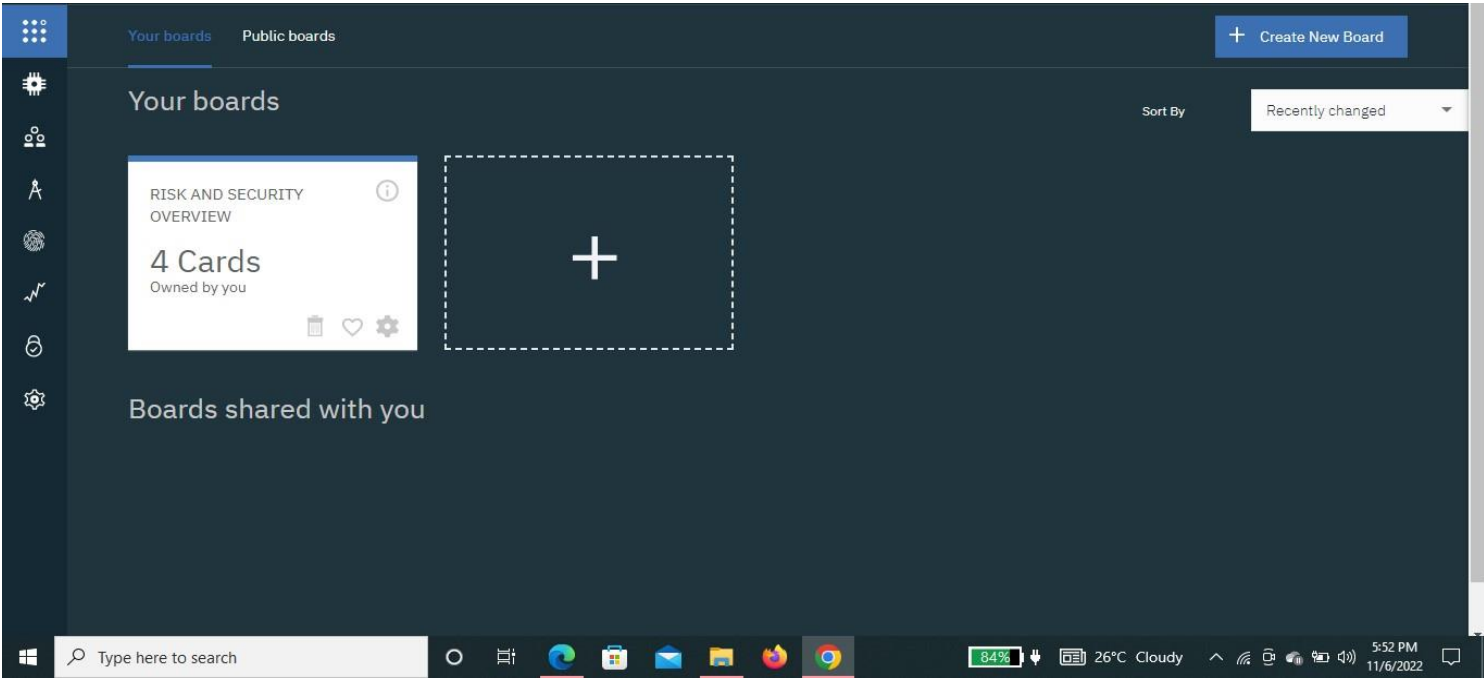 Your boards
Public boards
Create New Board
Your boards
Sort By
Recently changed
RISK AND SECURITY
OVERVIEW
4 Cards
Owned by you
Boards shared with you
Type here to search
84%
26°C Cloudy
5:52 PM
11/6/2022